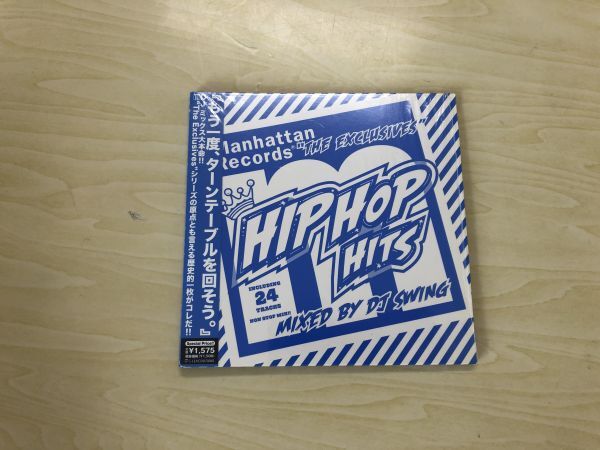 もう一度、ターンテーブルを回そう。』
ミックス大本命!!
"The Exclusives"シリーズの原点とも言える歴史的一枚がコレだ!!
Special Price!!
¥1,575
Manhattan
Records "THE EXCLUSIVES"
HIP HOP
HITS
INCLUDING
24
TRACKS
NON STOP MIX!!
MIXED BY DJ SWING